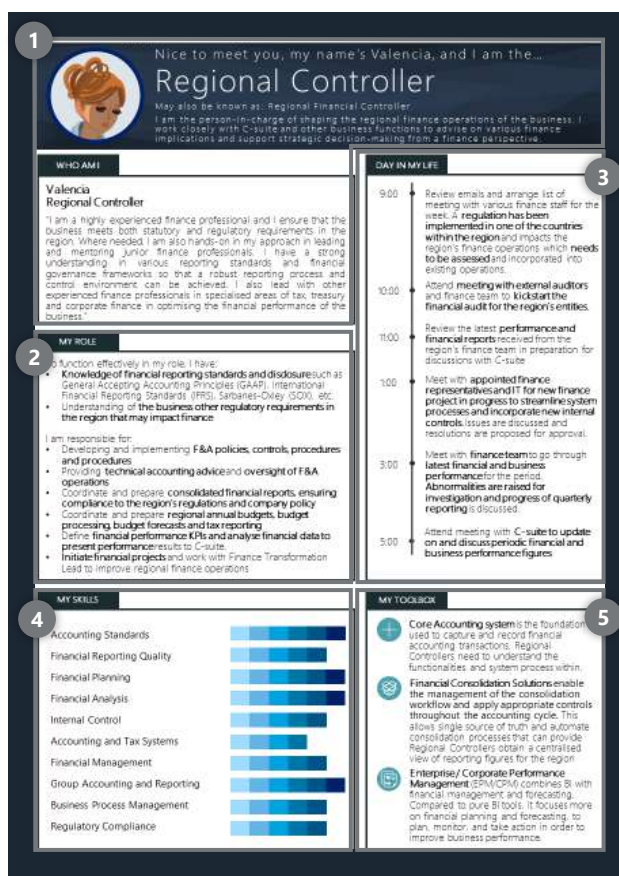 1
Nice to meet you, my name's Valencia, and I am the...
Regional Controller
May also be known as: Regional Financial Controller
I am the person-in-charge of shaping the regional finance operations of the business. I
work closely with C-suite and other business functions to advise on various finance
implications and support strategic decision-making from a finance perspective.
WHO AM I
Valencia
Regional Controller
"I am a highly experienced finance professional and I ensure that the
business meets both statutory and regulatory requirements in the
region. Where needed, I am also hands-on in my approach in leading
and mentoring junior finance professionals. I have a strong
understanding in various reporting standards and financial
governance frameworks so that a robust reporting process and
control environment can be achieved. I also lead with other
experienced finance professionals in specialised areas of tax, treasury
and corporate finance in optimising the financial performance of the
business."
2
MY ROLE
To function effectively in my role, I have:
• Knowledge of financial reporting standards and disclosure such as
General Accepting Accounting Principles (GAAP), International
Financial Reporting Standards (IFRS), Sarbanes-Oxley (SOX), etc.
• Understanding of the business other regulatory requirements in
the region that may impact finance
I am responsible for:
• Developing and implementing F&A policies, controls, procedures
and procedures
• Providing technical accounting advice and oversight of F&A
operations
• Coordinate and prepare consolidated financial reports, ensuring
compliance to the region's regulations and company policy
• Coordinate and prepare regional annual budgets, budget
processing, budget forecasts and tax reporting
• Define financial performance KPIs and analyse financial data to
present performance results to C-suite.
• Initiate financial projects and work with Finance Transformation
Lead to improve regional finance operations
3
DAY IN MY LIFE
9:00 Review emails and arrange list of
meeting with various finance staff for the
week. A regulation has been
implemented in one of the countries
within the region and impacts the
region's finance operations which needs
to be assessed and incorporated into
existing operations.
10:00 Attend meeting with external auditors
and finance team to kickstart the
financial audit for the region's entities.
11:00 Review the latest performance and
financial reports received from the
region's finance team in preparation for
discussions with C-suite
1:00 Meet with appointed finance
representatives and IT for new finance
project in progress to streamline system
processes and incorporate new internal
controls. Issues are discussed and
resolutions are proposed for approval.
3:00 Meet with finance team to go through
latest financial and business
performance for the period.
Abnormalities are raised for
investigation and progress of quarterly
reporting is discussed.
5:00 Attend meeting with C-suite to update
on and discuss periodic financial and
business performance figures
4
MY SKILLS
Accounting Standards
Financial Reporting Quality
Financial Planning
Financial Analysis
Internal Control
Accounting and Tax Systems
Financial Management
Group Accounting and Reporting
Business Process Management
Regulatory Compliance
5
MY TOOLBOX
Core Accounting system is the foundation
used to capture and record financial
accounting transactions. Regional
Controllers need to understand the
functionalities and system process within.
Financial Consolidation Solutions enable
the management of the consolidation
workflow and apply appropriate controls
throughout the accounting cycle. This
allows single source of truth and automate
consolidation processes that can provide
Regional Controllers obtain a centralised
view of reporting figures for the region
Enterprise/ Corporate Performance
Management (EPM/CPM) combines BI with
financial management and forecasting.
Compared to pure BI tools, it focuses more
on financial planning and forecasting, to
plan, monitor, and take action in order to
improve business performance.